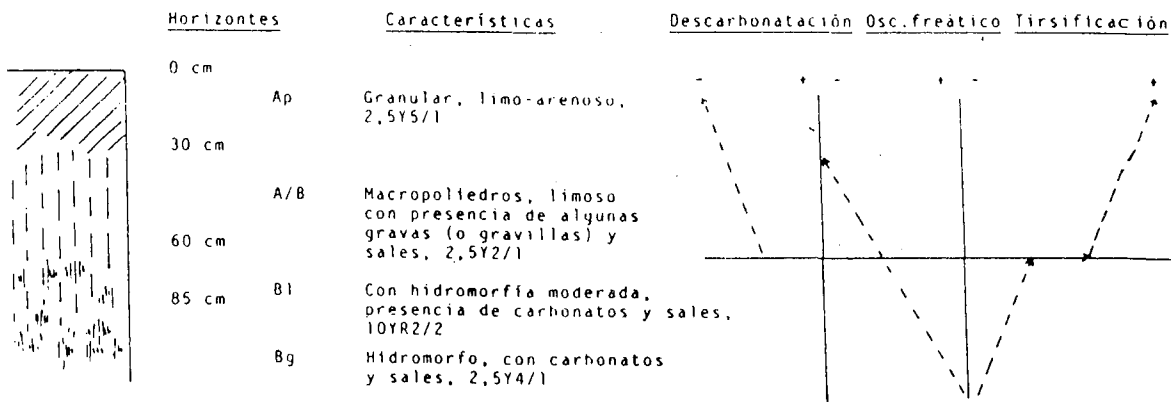 Horizontes Características Descarbonatación Osc.freático Tirsificación
0 cm
- + - + - +
Ap Granular, limo-arenoso,
2,5Y5/1
30 cm
A/B Macropoliedros, limoso
con presencia de algunas
gravas (o gravillas) y
60 cm
sales, 2,5Y2/1
85 cm B1 Con hidromorfía moderada,
presencia de carbonatos y sales,
10YR2/2
Bg Hidromorfo, con carbonatos
y sales, 2,5Y4/1